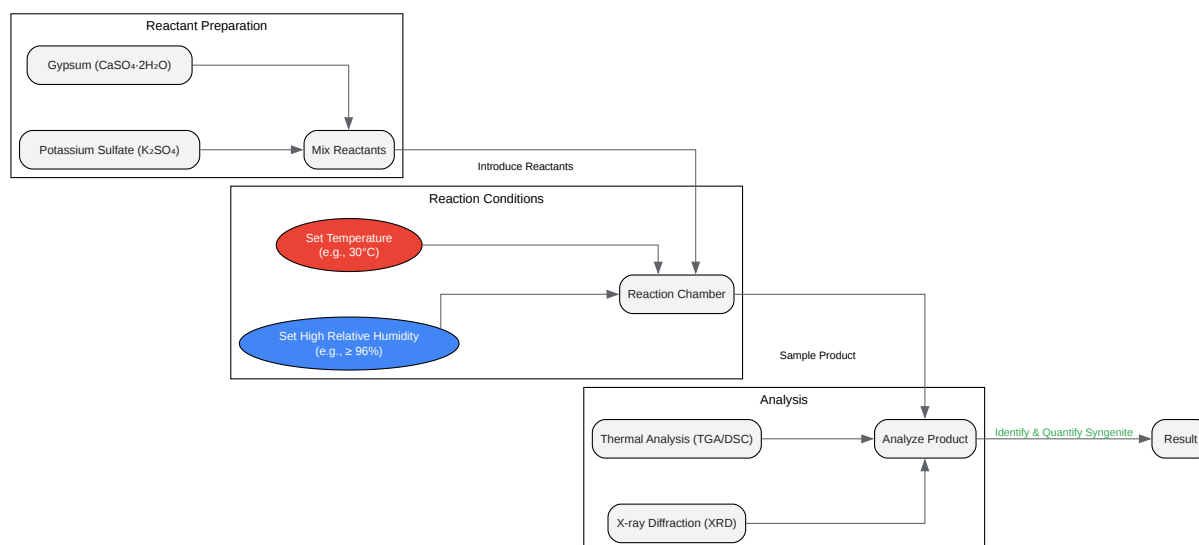 Reactant Preparation
Gypsum (CaSO₄·2H₂O)
Potassium Sulfate (K₂SO₄)
Mix Reactants
Introduce Reactants
Reaction Conditions
Set Temperature
(e.g., 30°C)
Reaction Chamber
Set High Relative Humidity
(e.g., ≥ 96%)
Sample Product
Analysis
Thermal Analysis (TGA/DSC)
Analyze Product
Identify & Quantify Syngenite
Result
X-ray Diffraction (XRD)